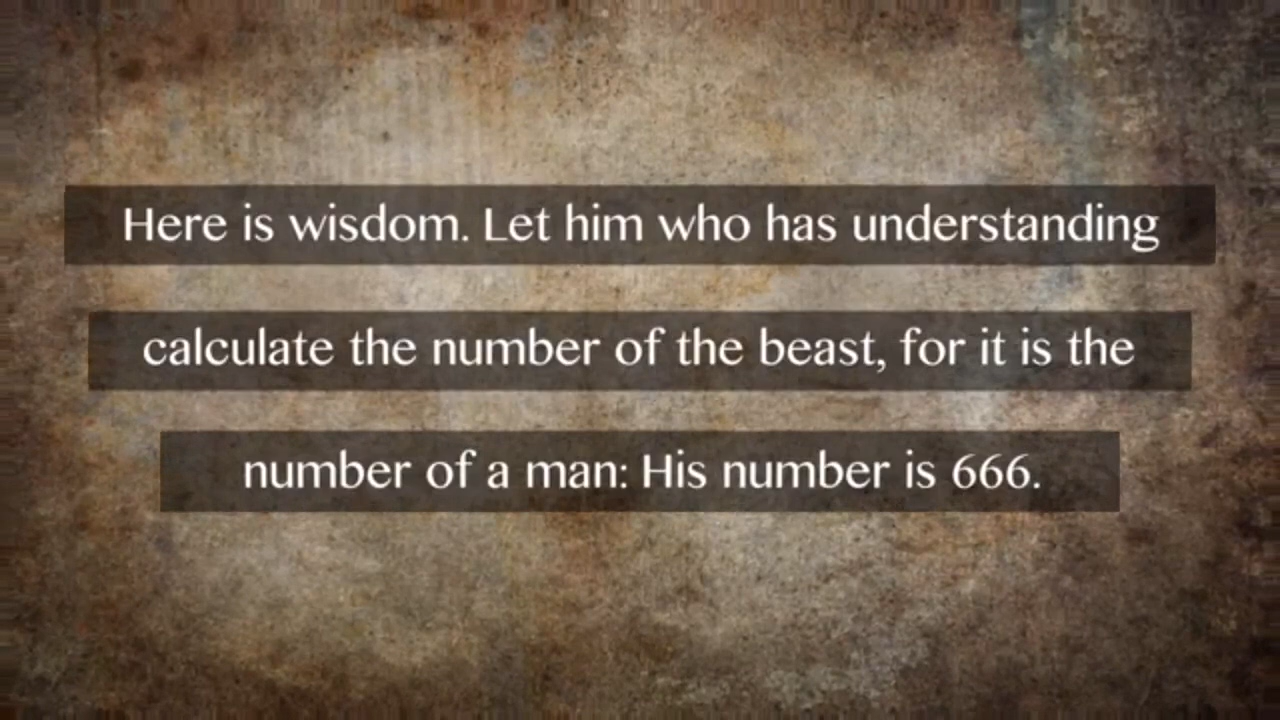 Here is wisdom. Let him who has understanding
calculate the number of the beast, for it is the
number of a man: His number is 666.